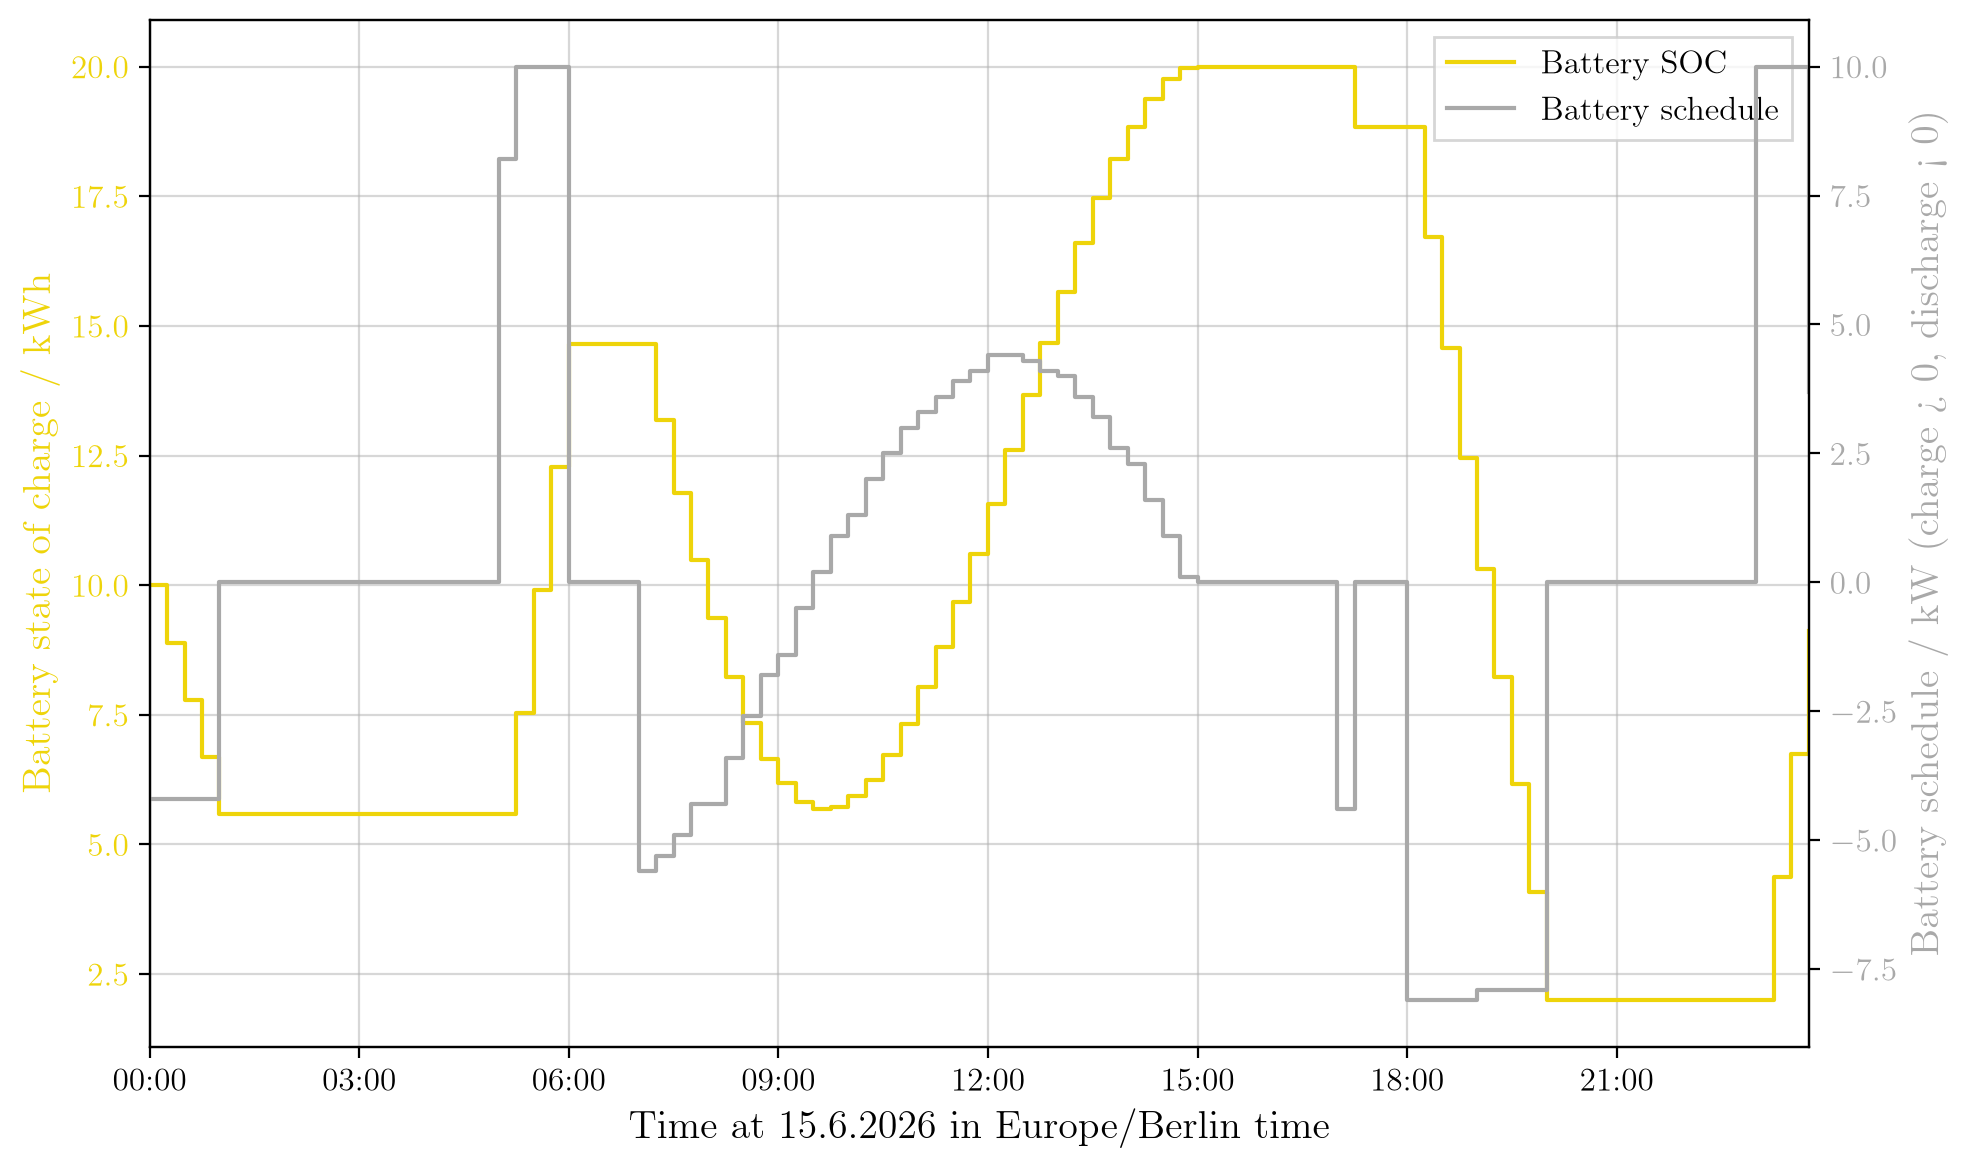 Battery state of charge / kWh
20.0
17.5
15.0
12.5
10.0
7.5
5.0
2.5
Battery SOC
Battery schedule
10.0
7.5
5.0
2.5
0.0
−2.5
−5.0
−7.5
Battery schedule / kW (charge ¿ 0, discharge ¡ 0)
00:00 03:00 06:00 09:00 12:00 15:00 18:00 21:00
Time at 15.6.2026 in Europe/Berlin time